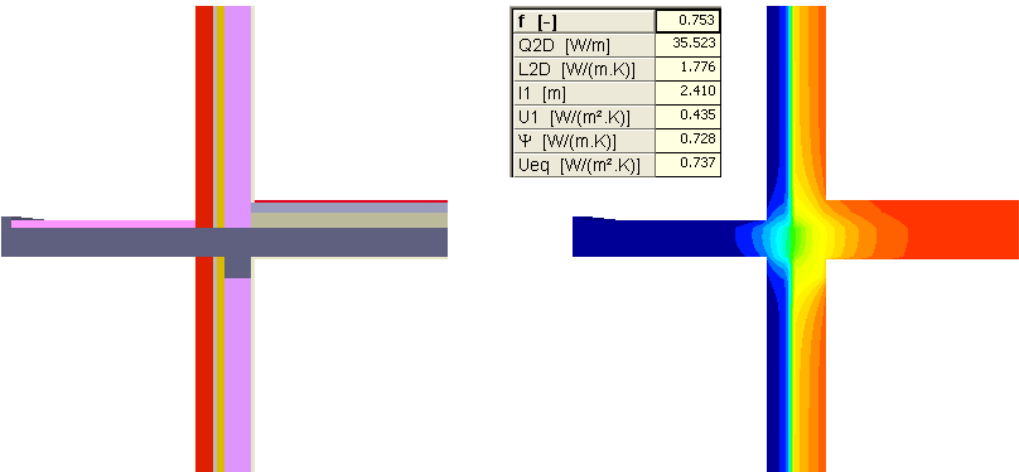 f [-] 0.753
Q2D [W/m] 35.523
L2D [W/(m.K)] 1.776
l1 [m] 2.410
U1 [W/(m².K)] 0.435
Ψ [W/(m.K)] 0.728
Ueq [W/(m².K)] 0.737